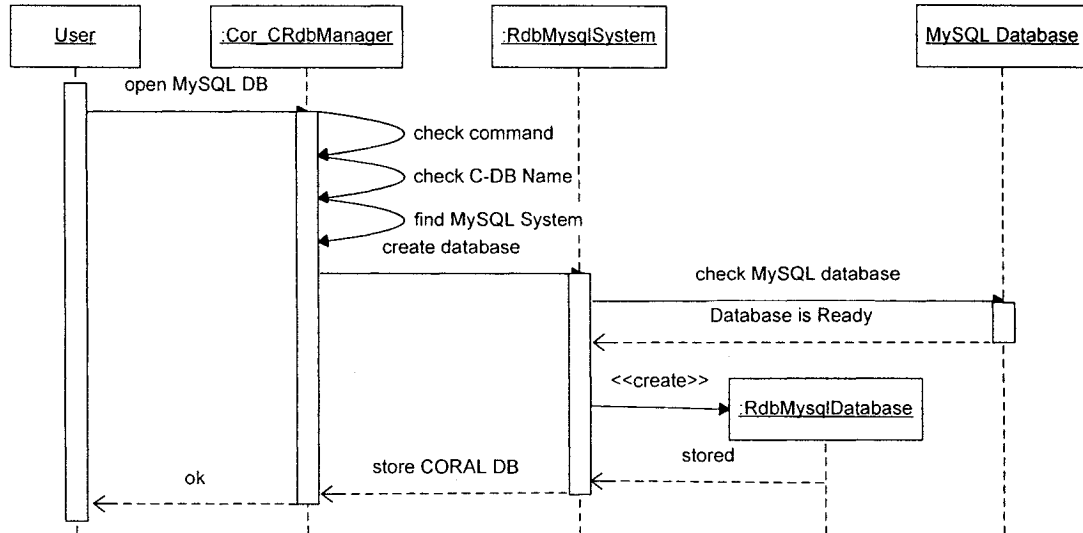 User
:Cor_CRdbManager
:RdbMysqlSystem
MySQL Database
open MySQL DB
check command
check C-DB Name
find MySQL System
create database
check MySQL database
Database is Ready
<<create>>
:RdbMysqlDatabase
stored
store CORAL DB
ok